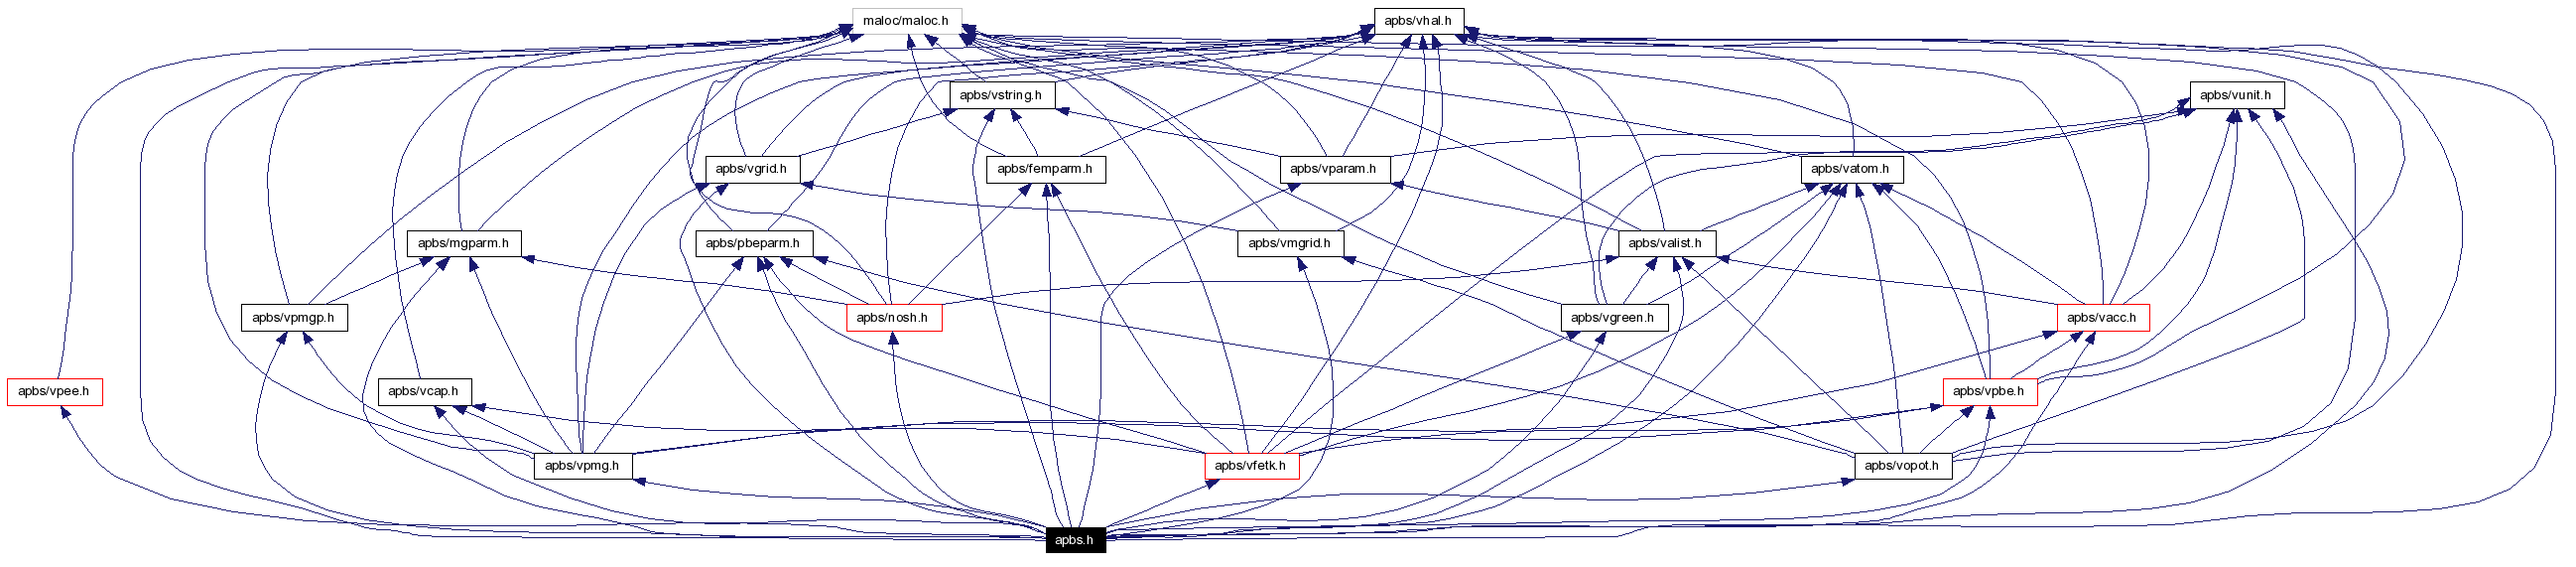 maloc/maloc.h
apbs/vhal.h
apbs/vstring.h
apbs/vunit.h
apbs/vgrid.h
apbs/femparm.h
apbs/vparam.h
apbs/vatom.h
apbs/mgparm.h
apbs/pbeparm.h
apbs/vmgrid.h
apbs/valist.h
apbs/vpmgp.h
apbs/nosh.h
apbs/vgreen.h
apbs/vacc.h
apbs/vpee.h
apbs/vcap.h
apbs/vpbe.h
apbs/vpmg.h
apbs/vfetk.h
apbs/vopot.h
apbs.h